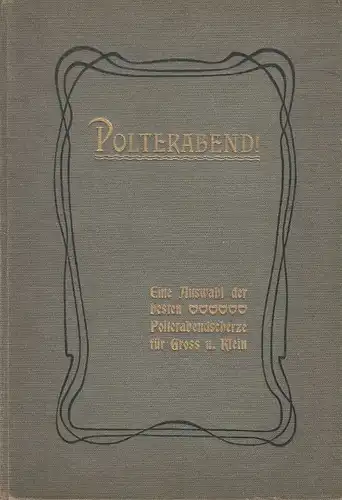 POLTERABEND!
Eine Auswahl der
besten
Polterabendscherze
für Gross u. Klein